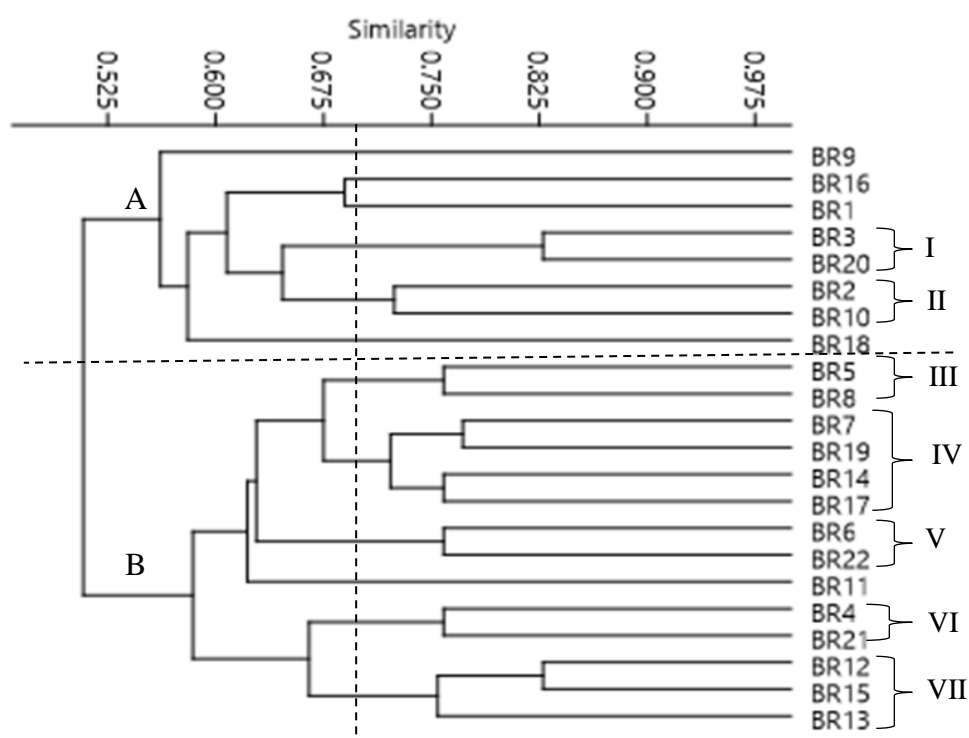 Similarity
0.525 0.600 0.675 0.750 0.825 0.900 0.975
BR9
A
BR16
BR1
BR3
I
BR20
BR2
II
BR10
BR18
BR5
III
BR8
BR7
BR19
IV
BR14
BR17
BR6
V
BR22
B
BR11
BR4
VI
BR21
BR12
BR15
VII
BR13